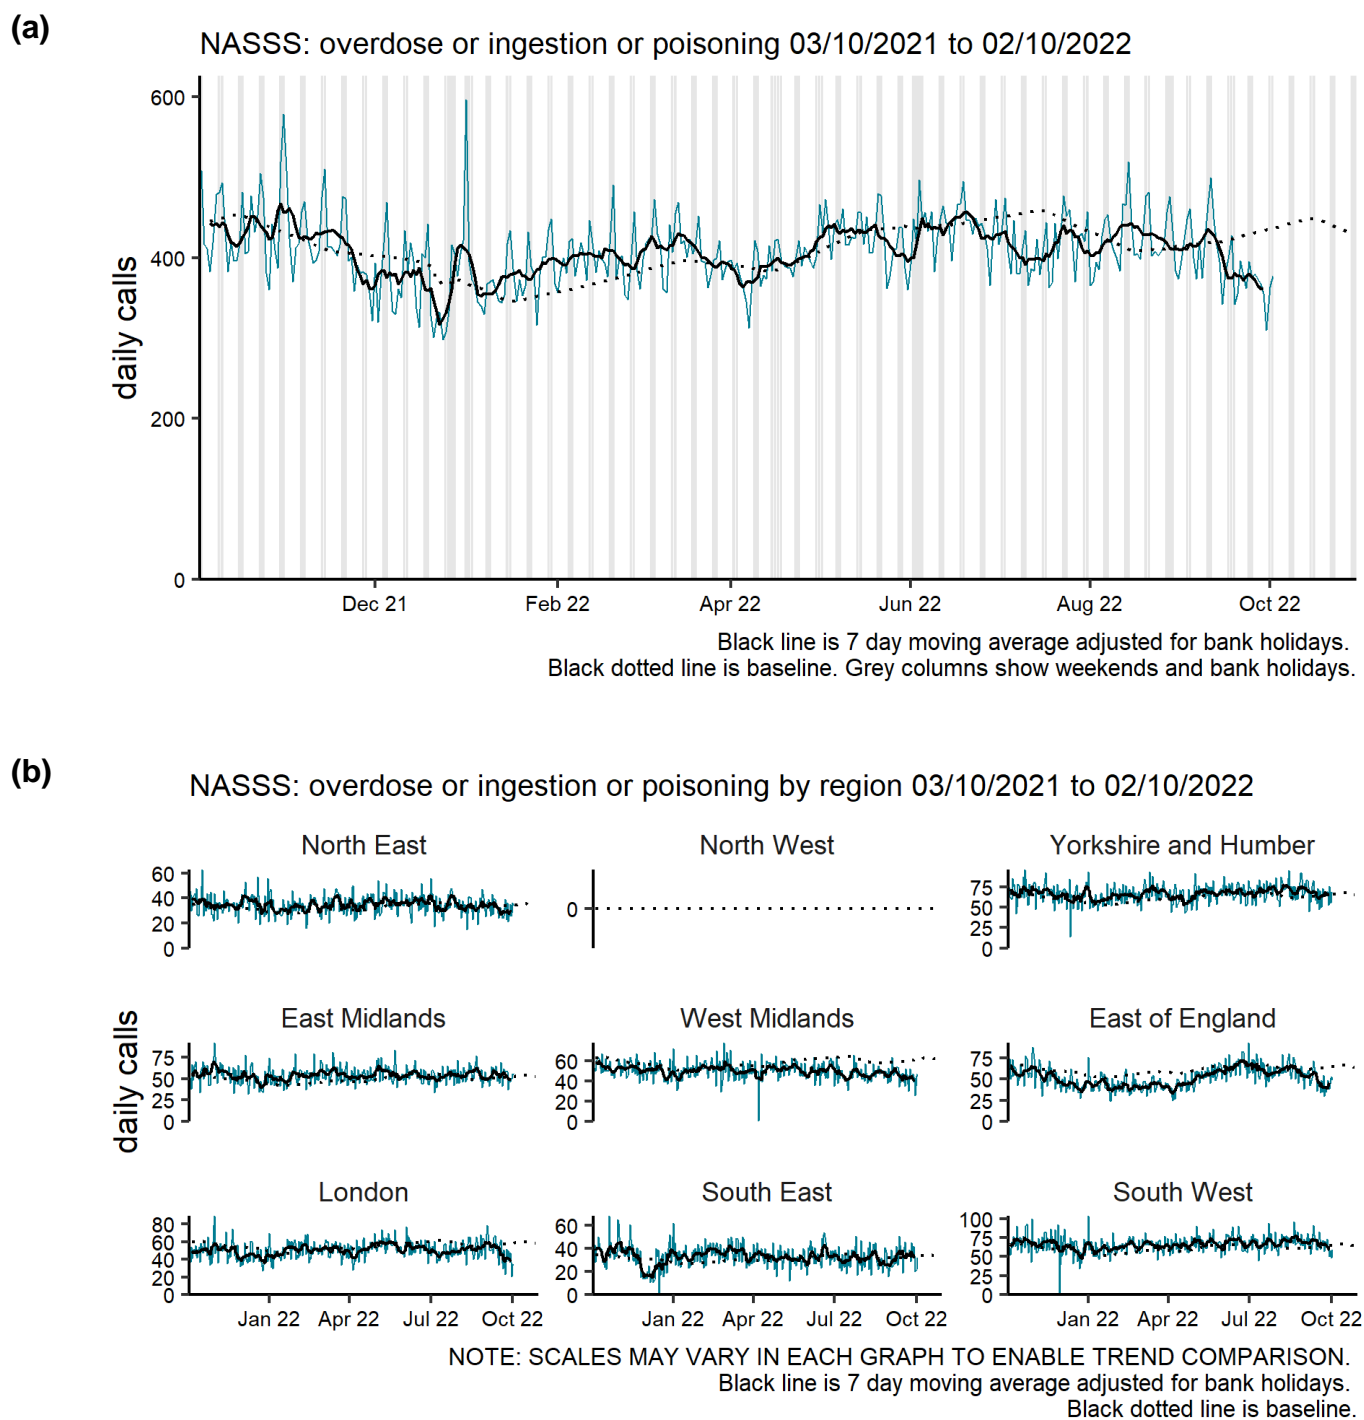 (a)
NASSS: overdose or ingestion or poisoning 03/10/2021 to 02/10/2022
daily calls
600
400
200
0
Dec 21 Feb 22 Apr 22 Jun 22 Aug 22 Oct 22
Black line is 7 day moving average adjusted for bank holidays.
Black dotted line is baseline. Grey columns show weekends and bank holidays.
(b)
NASSS: overdose or ingestion or poisoning by region 03/10/2021 to 02/10/2022
daily calls
North East
60
40
20
0
North West
0
Yorkshire and Humber
75
50
25
0
East Midlands
75
50
25
0
West Midlands
60
40
20
0
East of England
75
50
25
0
London
80
60
40
20
0
Jan 22 Apr 22 Jul 22 Oct 22
South East
60
40
20
0
Jan 22 Apr 22 Jul 22 Oct 22
South West
100
75
50
25
0
Jan 22 Apr 22 Jul 22 Oct 22
NOTE: SCALES MAY VARY IN EACH GRAPH TO ENABLE TREND COMPARISON.
Black line is 7 day moving average adjusted for bank holidays.
Black dotted line is baseline.